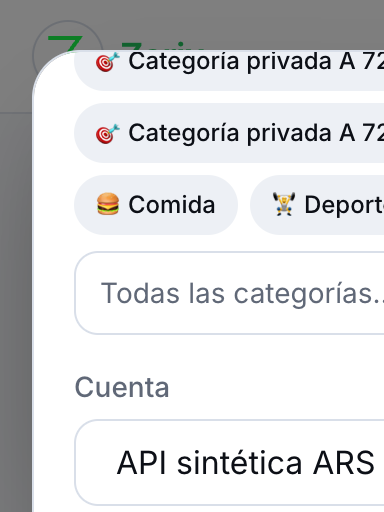 Categoría privada A 72
Categoría privada A 72
Comida
Todas las categorías..
Cuenta
API sintética ARS